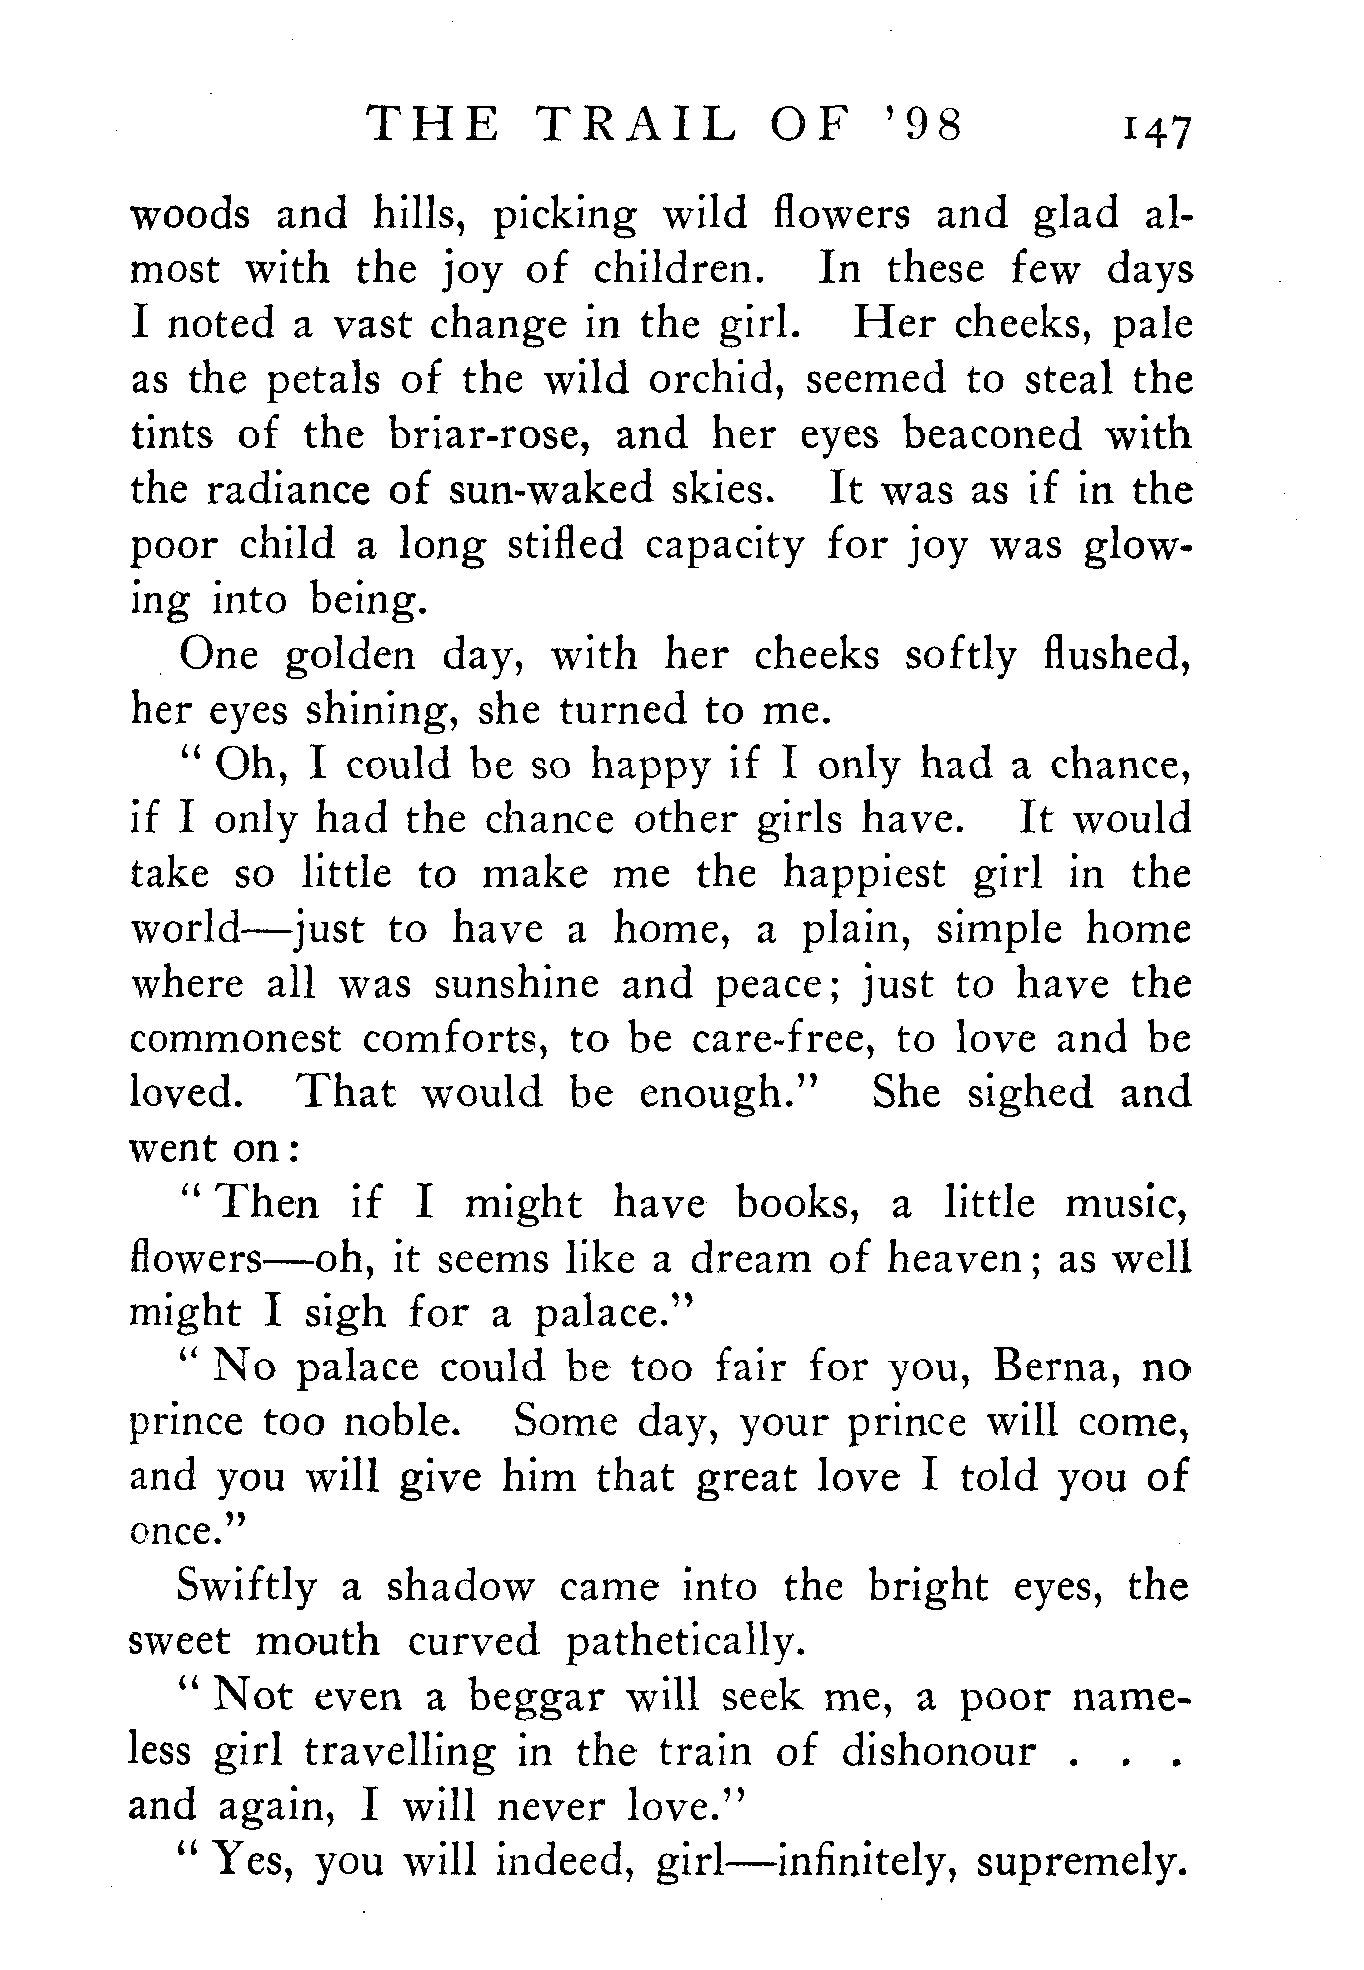 THE TRAIL OF '98 147
woods and hills, picking wild flowers and glad al-
most with the joy of children. In these few days
I noted a vast change in the girl. Her cheeks, pale
as the petals of the wild orchid, seemed to steal the
tints of the briar-rose, and her eyes beaconed with
the radiance of sun-waked skies. It was as if in the
poor child a long stifled capacity for joy was glow-
ing into being.
One golden day, with her cheeks softly flushed,
her eyes shining, she turned to me.
" Oh, I could be so happy if I only had a chance,
if I only had the chance other girls have. It would
take so little to make me the happiest girl in the
world—just to have a home, a plain, simple home
where all was sunshine and peace; just to have the
commonest comforts, to be care-free, to love and be
loved. That would be enough." She sighed and
went on:
" Then if I might have books, a little music,
flowers—oh, it seems like a dream of heaven; as well
might I sigh for a palace."
" No palace could be too fair for you, Berna, no
prince too noble. Some day, your prince will come,
and you will give him that great love I told you of
once."
Swiftly a shadow came into the bright eyes, the
sweet mouth curved pathetically.
" Not even a beggar will seek me, a poor name-
less girl travelling in the train of dishonour . . .
and again, I will never love."
" Yes, you will indeed, girl—infinitely, supremely.